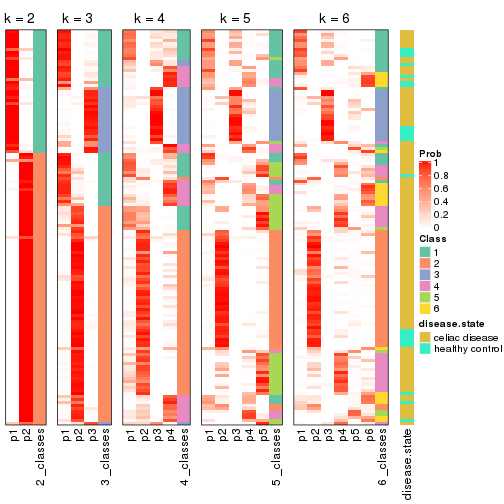 k = 2 k = 3 k = 4 k = 5 k = 6
Prob
1
0.8
0.6
0.4
0.2
0
Class
1
2
3
4
5
6
disease.state
celiac disease
healthy control
p1 p2 2_classes p1 p2 p3 3_classes p1 p2 p3 p4 4_classes p1 p2 p3 p4 p5 5_classes p1 p2 p3 p4 p5 p6 6_classes disease.state